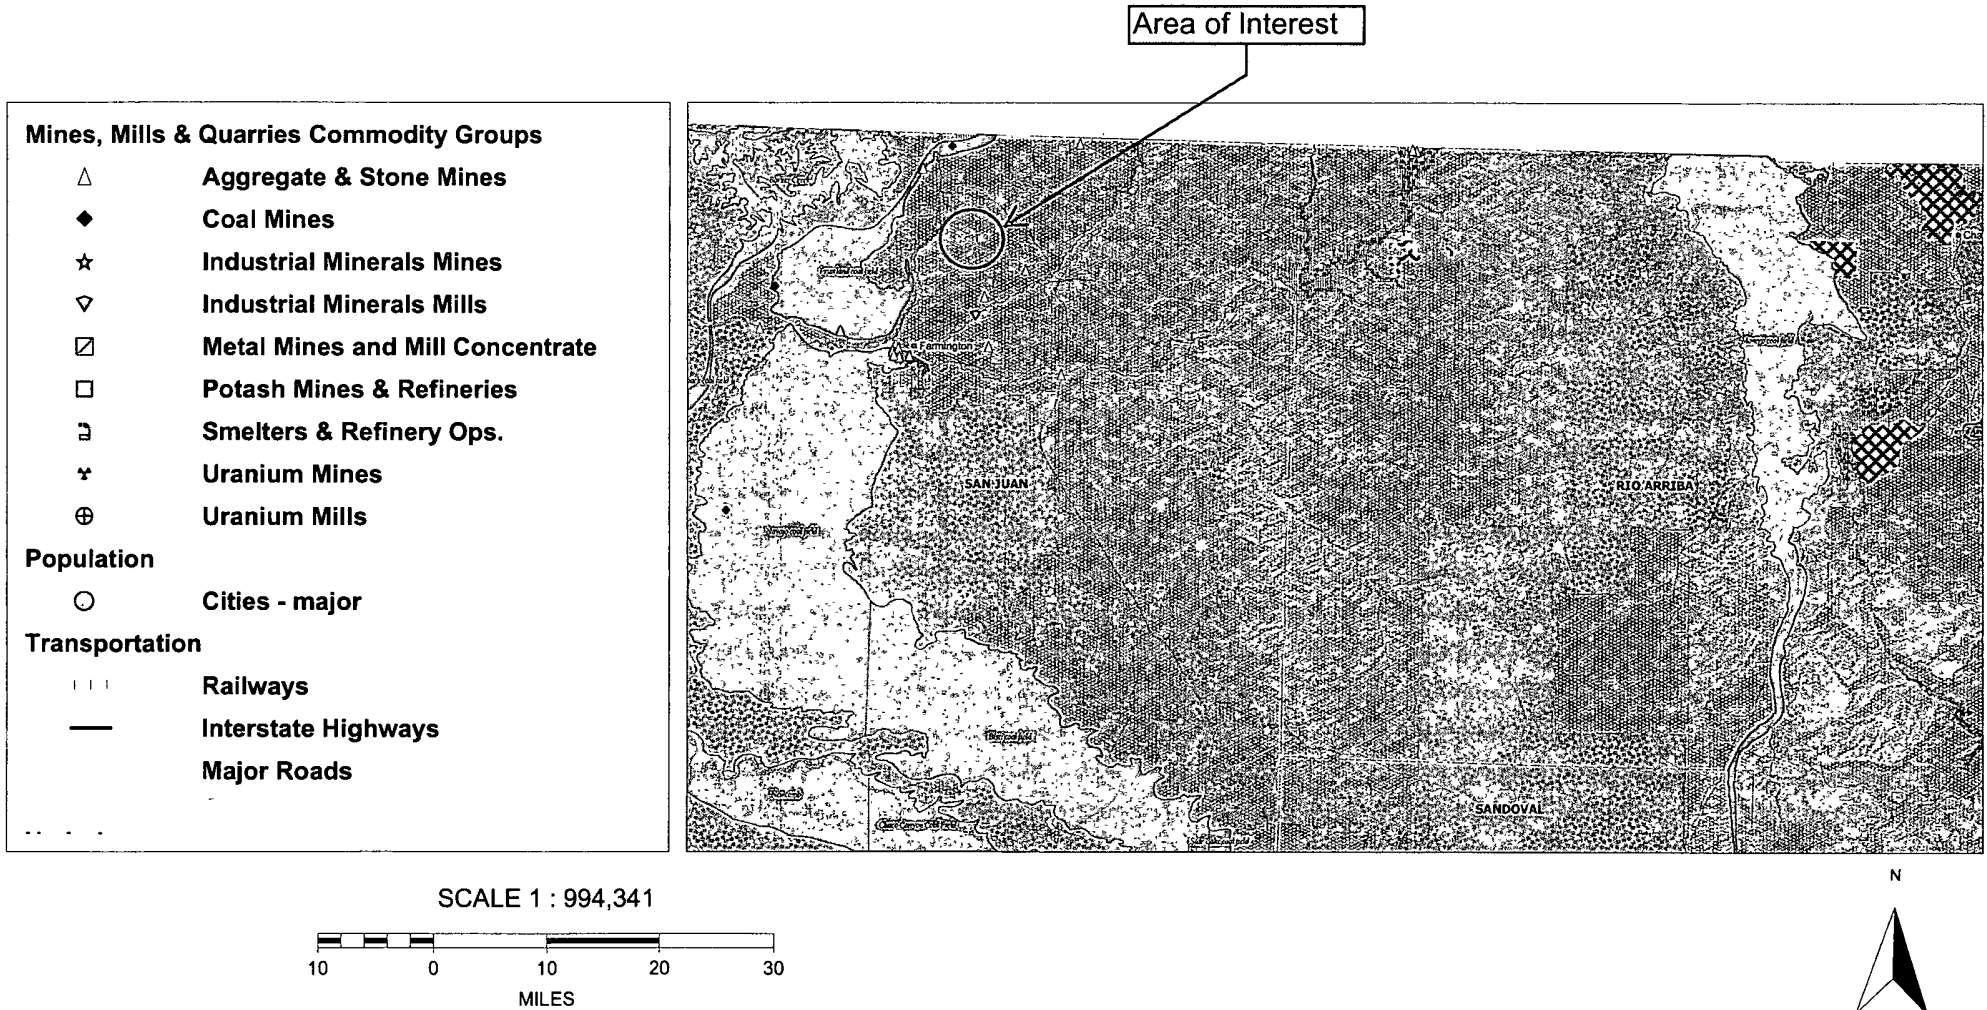 Area of Interest
Mines, Mills & Quarries Commodity Groups
Aggregate & Stone Mines
Coal Mines
Industrial Minerals Mines
Industrial Minerals Mills
Metal Mines and Mill Concentrate
Potash Mines & Refineries
Smelters & Refinery Ops.
Uranium Mines
Uranium Mills
Population
Cities - major
Transportation
Railways
Interstate Highways
Major Roads
Farmington
SAN JUAN
RIO ARRIBA
SANDOVAL
SCALE 1 : 994,341
10 0 10 20 30
MILES
N